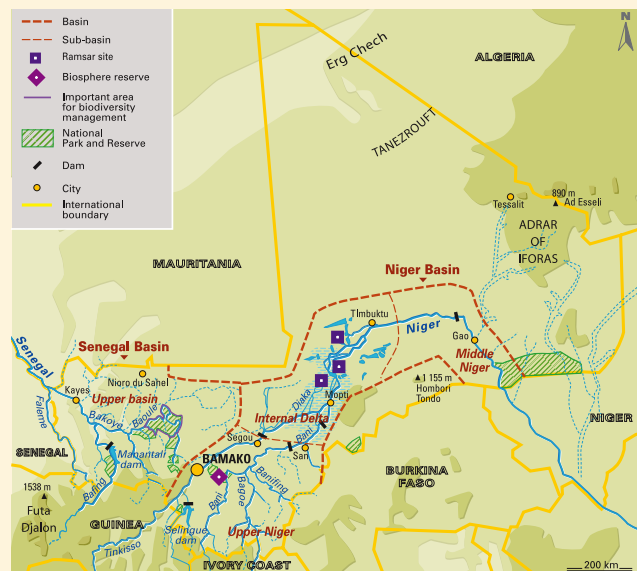 Basin
Sub-basin
Ramsar site
Biosphere reserve
Important area
for biodiversity
management
National
Park and Reserve
Dam
City
International
boundary
N
Erg Chech
ALGERIA
TANEZROUFT
890 m
Ad Esseli
Tessalit
ADRAR
OF
IFORAS
MAURITANIA
Niger Basin
TImbuktu
Niger
Gao
Middle
Niger
Senegal Basin
Senegal
Nioro du Sahel
Kayes
Upper basin
Faleme
Bakoye
Baoule
Diaka
Mopti
1 155 m
Hombori
Tondo
NIGER
Internal Delta
Segou
Bani
San
SENEGAL
Manantali
dam
BAMAKO
BURKINA
FASO
1538 m
Futa
Djalon
Bafing
Bani
Bagoe
Banifing
GUINEA
Tinkisso
Selingue
dam
Upper Niger
IVORY COAST
200 km